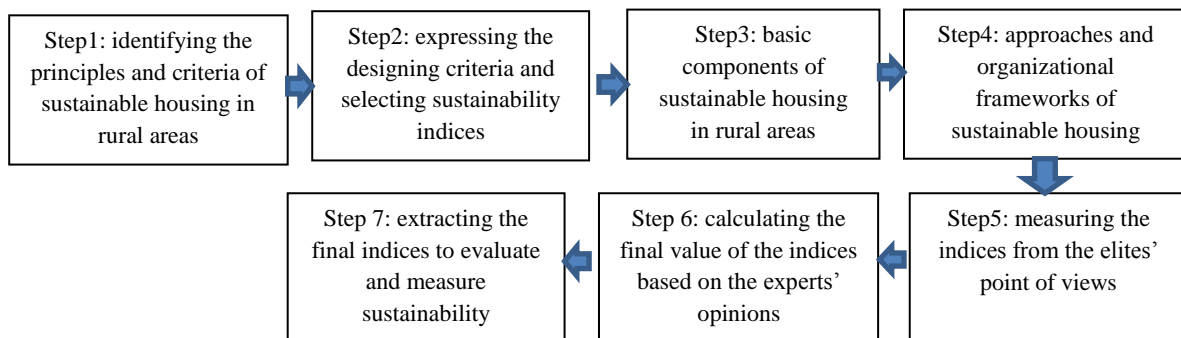 Step1: identifying the
principles and criteria of
sustainable housing in
rural areas
Step2: expressing the
designing criteria and
selecting sustainability
indices
Step3: basic
components of
sustainable housing
in rural areas
Step4: approaches and
organizational
frameworks of
sustainable housing
Step5: measuring the
indices from the elites’
point of views
Step 6: calculating the
final value of the indices
based on the experts’
opinions
Step 7: extracting the
final indices to evaluate
and measure
sustainability